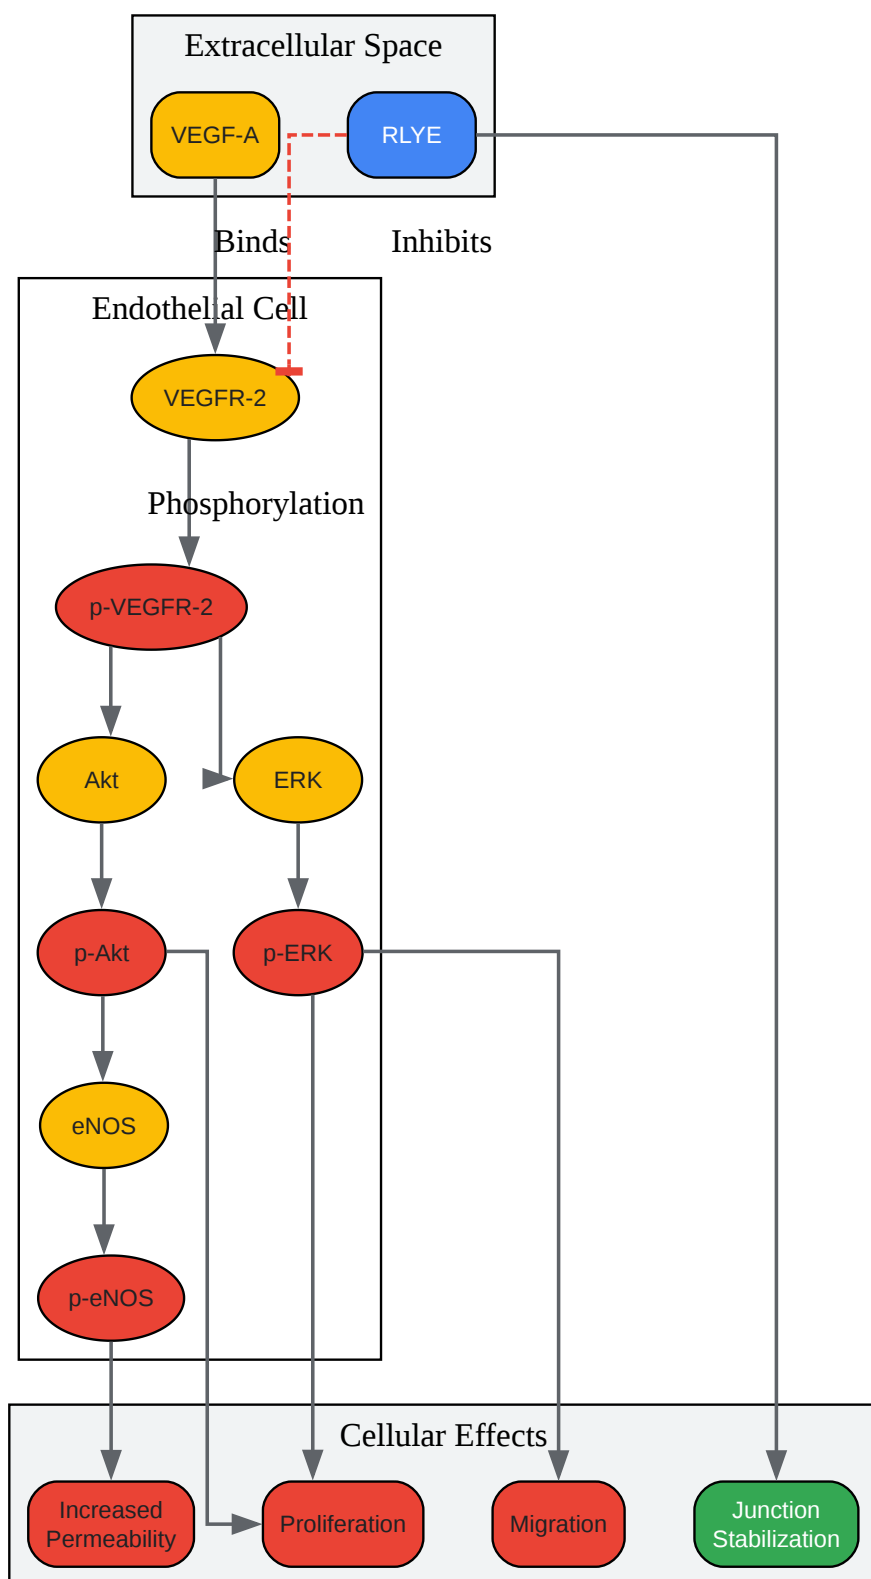 Extracellular Space
VEGF-A
RLYE
Binds
Inhibits
Endothelial Cell
VEGFR-2
Phosphorylation
p-VEGFR-2
Akt
ERK
p-Akt
p-ERK
eNOS
p-eNOS
Cellular Effects
Increased
Permeability
Proliferation
Migration
Junction
Stabilization